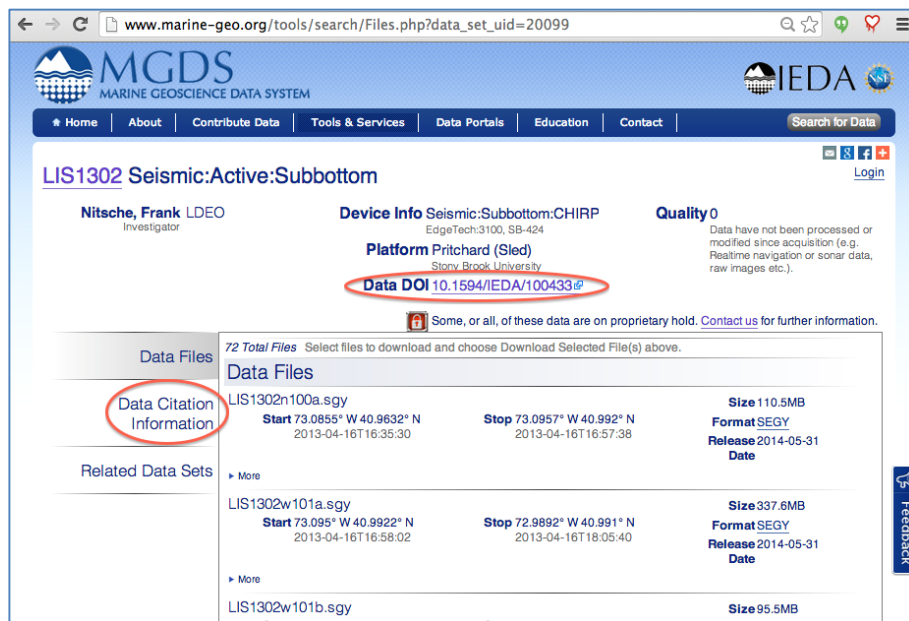 www.marine-geo.org/tools/search/Files.php?data_set_uid=20099
MGDS
MARINE GEOSCIENCE DATA SYSTEM
IEDA
NSF
Home About Contribute Data Tools & Services Data Portals Education Contact Search for Data
LIS1302 Seismic:Active:Subbottom
Login
Nitsche, Frank LDEO
Investigator
Device Info Seismic:Subbottom:CHIRP
EdgeTech:3100, SB-424
Platform Pritchard (Sled)
Stony Brook University
Data DOI 10.1594/IEDA/100433
Quality 0
Data have not been processed or
modified since acquisition (e.g.
Realtime navigation or sonar data,
raw images etc.).
Some, or all, of these data are on proprietary hold. Contact us for further information.
Data Files
Data Citation
Information
Related Data Sets
72 Total Files Select files to download and choose Download Selected File(s) above.
Data Files
LIS1302n100a.sgy
Start 73.0855° W 40.9632° N
2013-04-16T16:35:30
Stop 73.0957° W 40.992° N
2013-04-16T16:57:38
Size 110.5MB
Format SEGY
Release 2014-05-31
Date
More
LIS1302w101a.sgy
Start 73.095° W 40.9922° N
2013-04-16T16:58:02
Stop 72.9892° W 40.991° N
2013-04-16T18:05:40
Size 337.6MB
Format SEGY
Release 2014-05-31
Date
More
LIS1302w101b.sgy
Size 95.5MB
Feedback